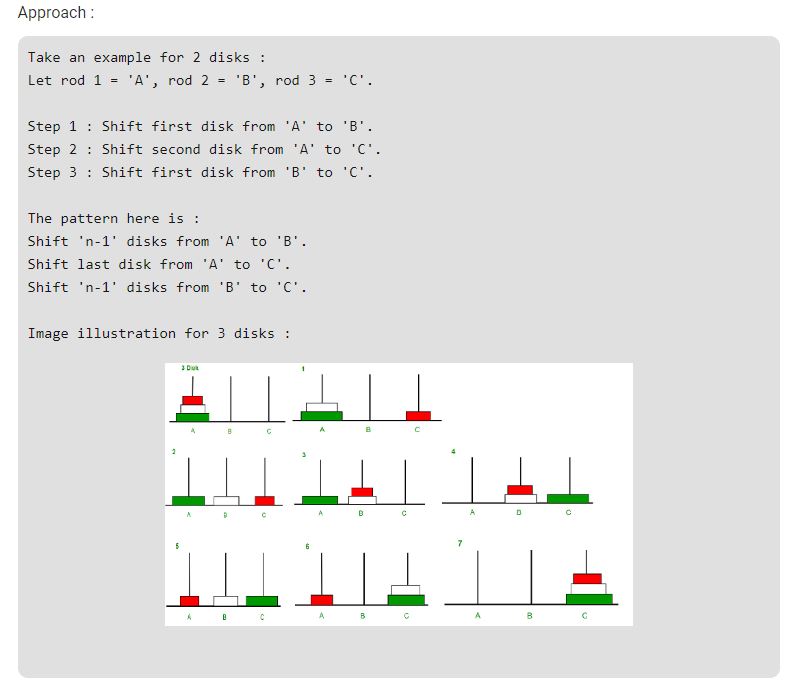 Approach :
Take an example for 2 disks :
Let rod 1 = 'A', rod 2 = 'B', rod 3 = 'C'.
Step 1 : Shift first disk from 'A' to 'B'.
Step 2 : Shift second disk from 'A' to 'C'.
Step 3 : Shift first disk from 'B' to 'C'.
The pattern here is :
Shift 'n-1' disks from 'A' to 'B'.
Shift last disk from 'A' to 'C'.
Shift 'n-1' disks from 'B' to 'C'.
Image illustration for 3 disks :
3 Disk
1
A B C
A B C
2
3
4
A B C
A B C
A B C
5
6
7
A B C
A B C
A B C